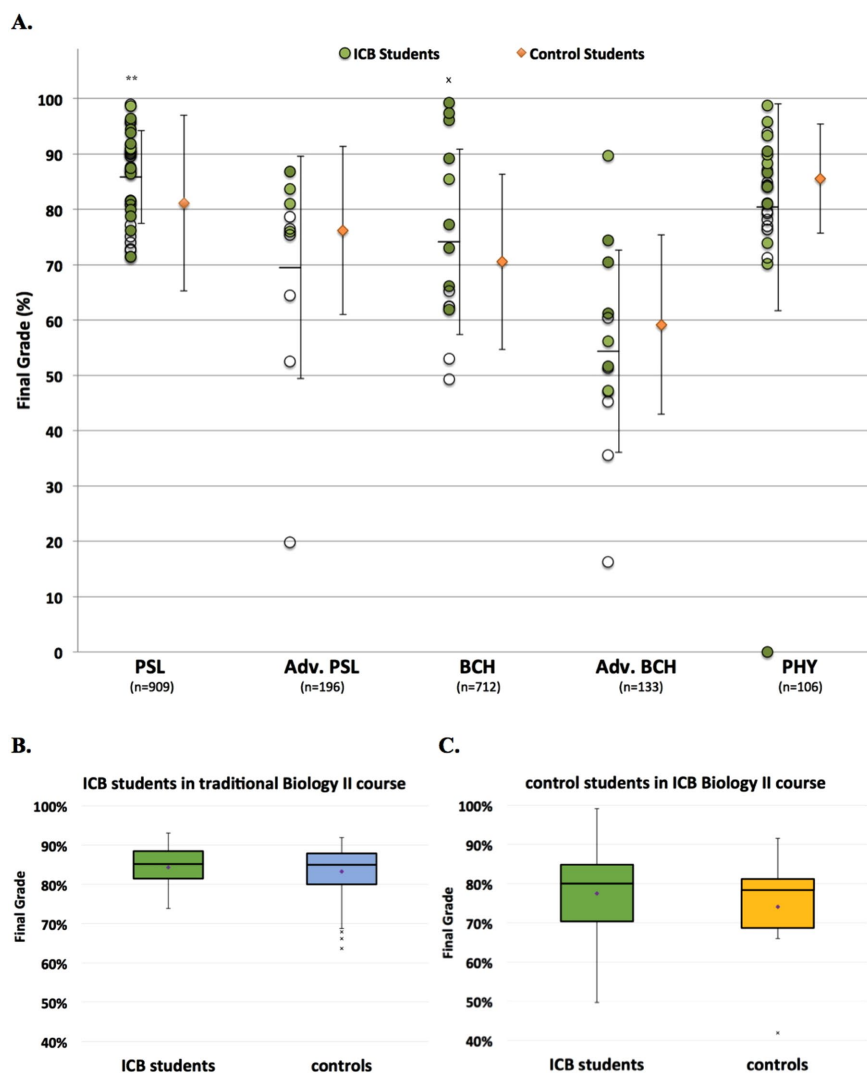 A.
ICB Students Control Students
** x
100
90
80
70
60
50
40
30
20
10
0
Final Grade (%)
PSL Adv. PSL BCH Adv. BCH PHY
(n=909) (n=196) (n=712) (n=133) (n=106)
B. C.
ICB students in traditional Biology II course
100%
90%
80%
70%
60%
50%
40%
Final Grade
x
x
x
ICB students controls
control students in ICB Biology II course
100%
90%
80%
70%
60%
50%
40%
Final Grade
x
ICB students controls